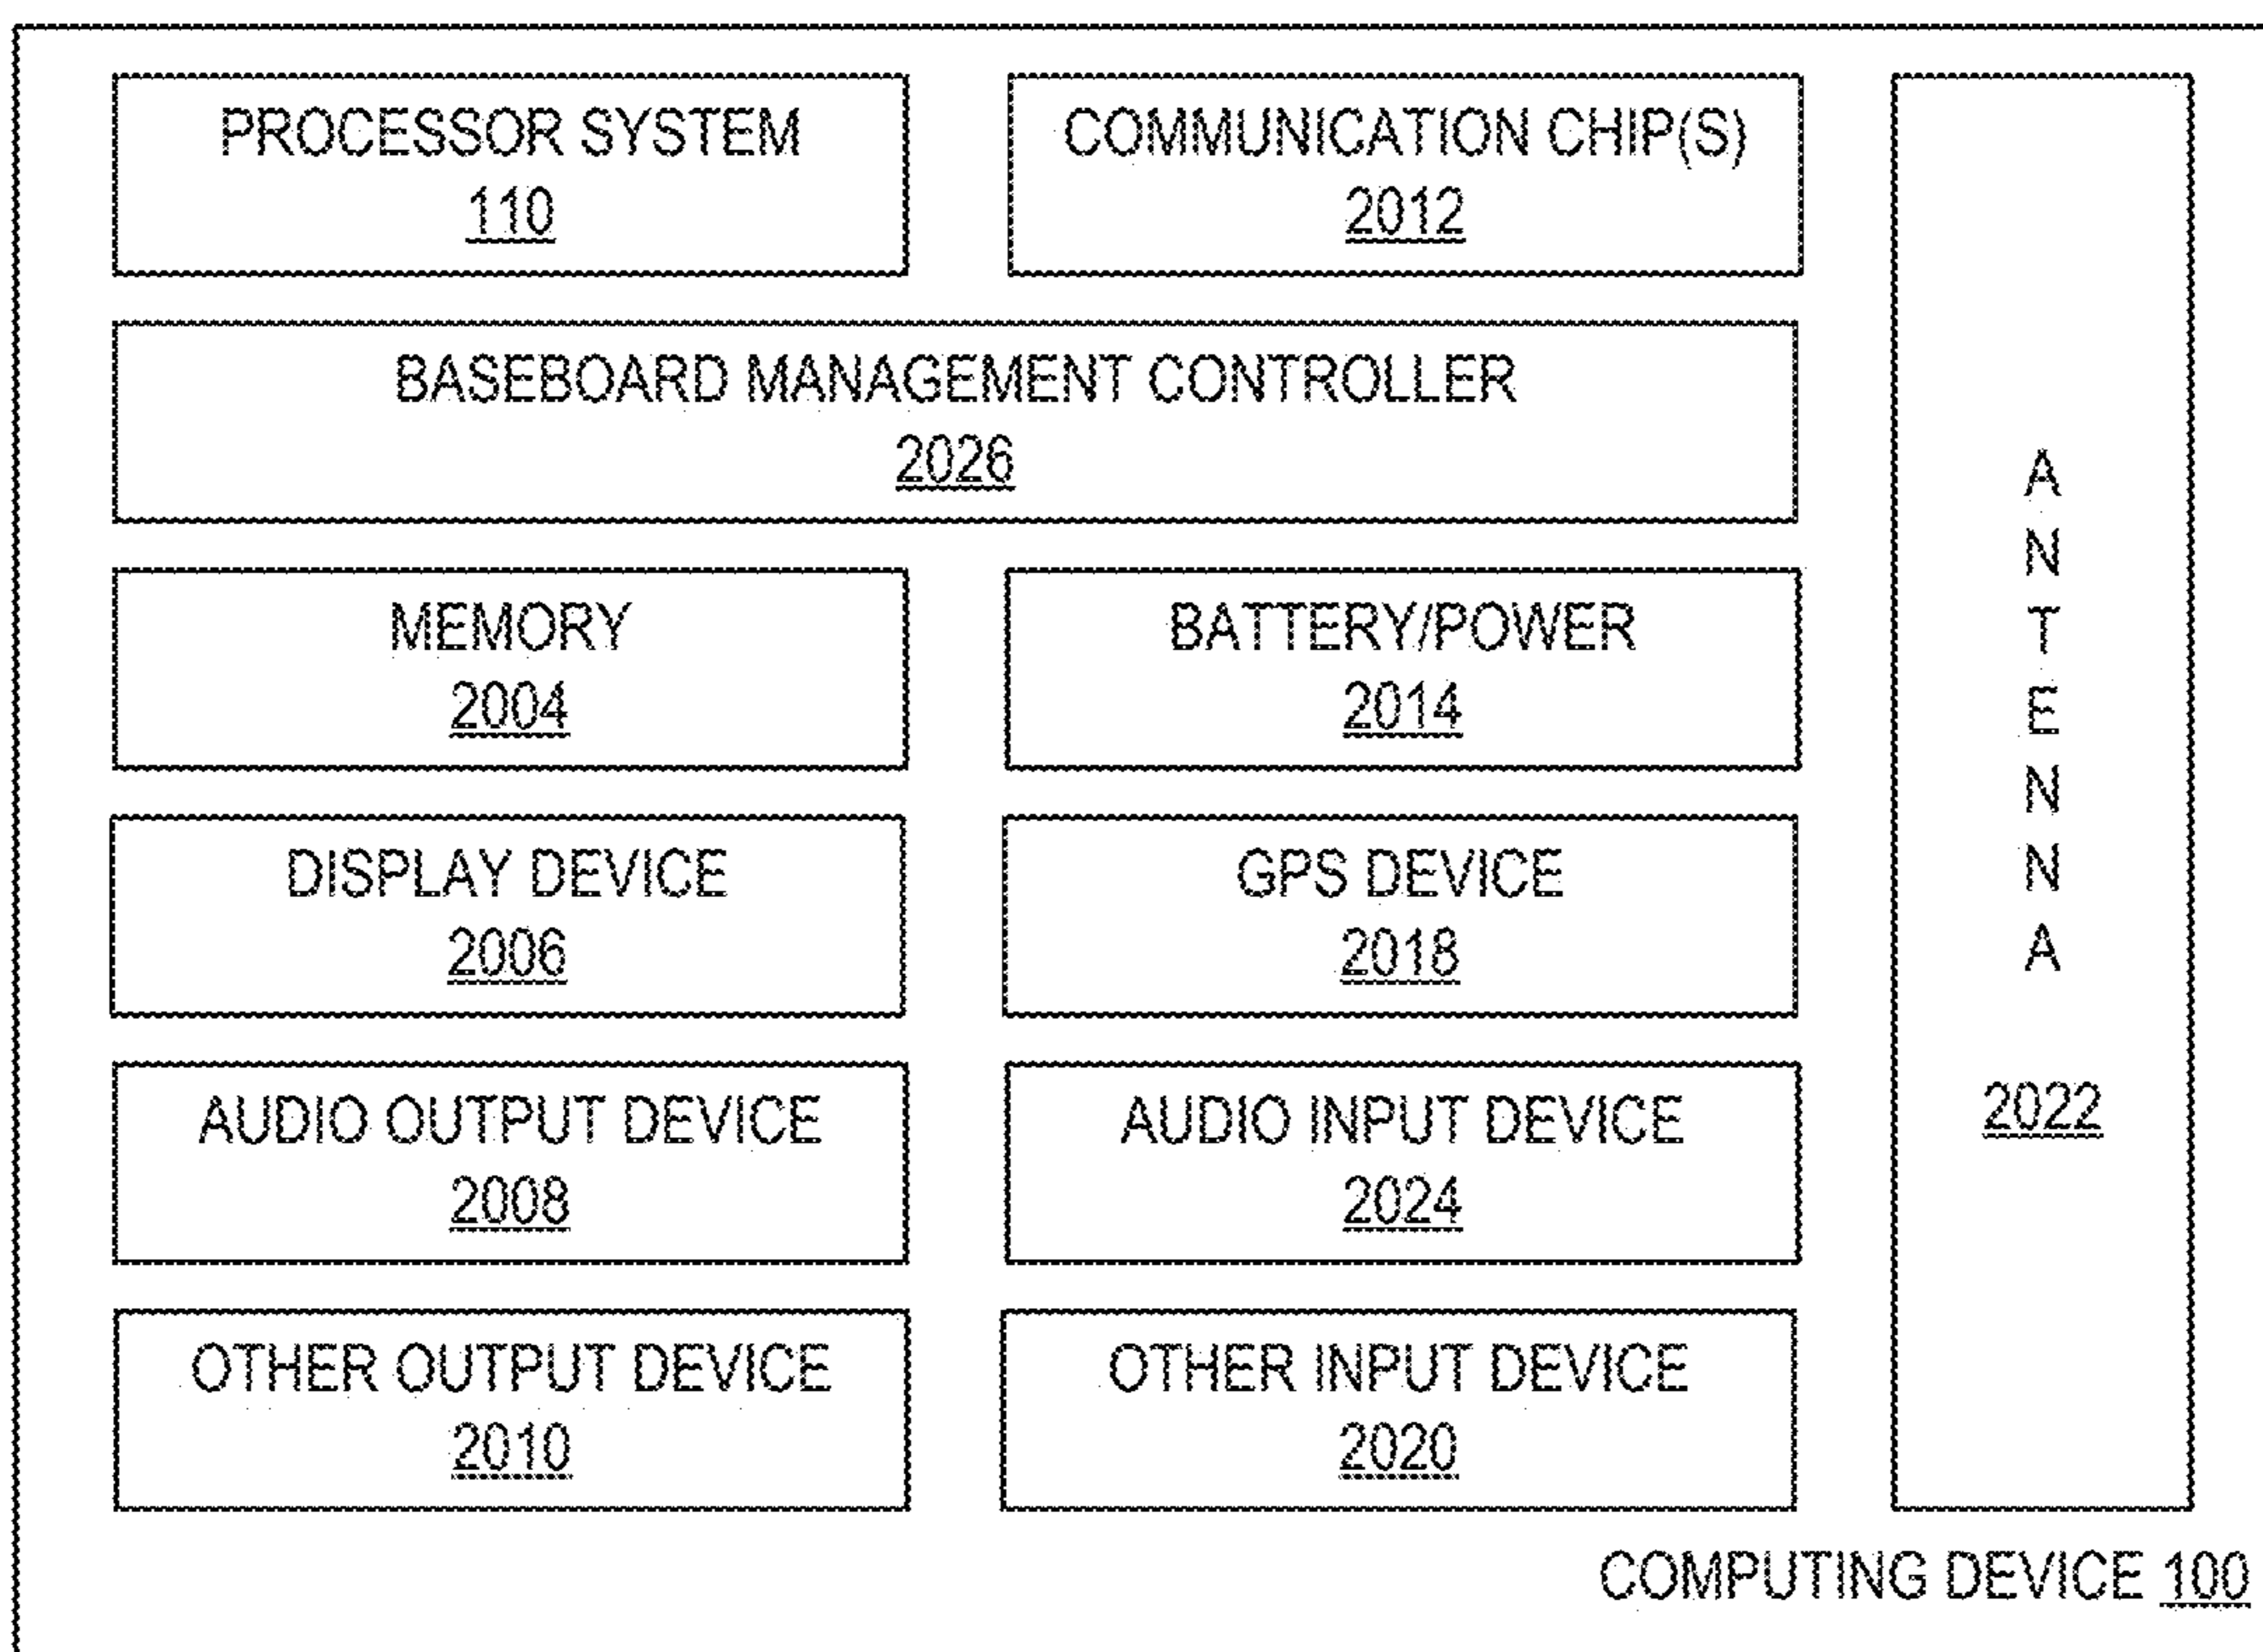 PROCESSOR SYSTEM
110
COMMUNICATION CHIP(S)
2012
BASEBOARD MANAGEMENT CONTROLLER
2026
MEMORY
2004
BATTERY/POWER
2014
DISPLAY DEVICE
2006
GPS DEVICE
2018
AUDIO OUTPUT DEVICE
2008
AUDIO INPUT DEVICE
2024
OTHER OUTPUT DEVICE
2010
OTHER INPUT DEVICE
2020
ANTENNA
2022
COMPUTING DEVICE 100